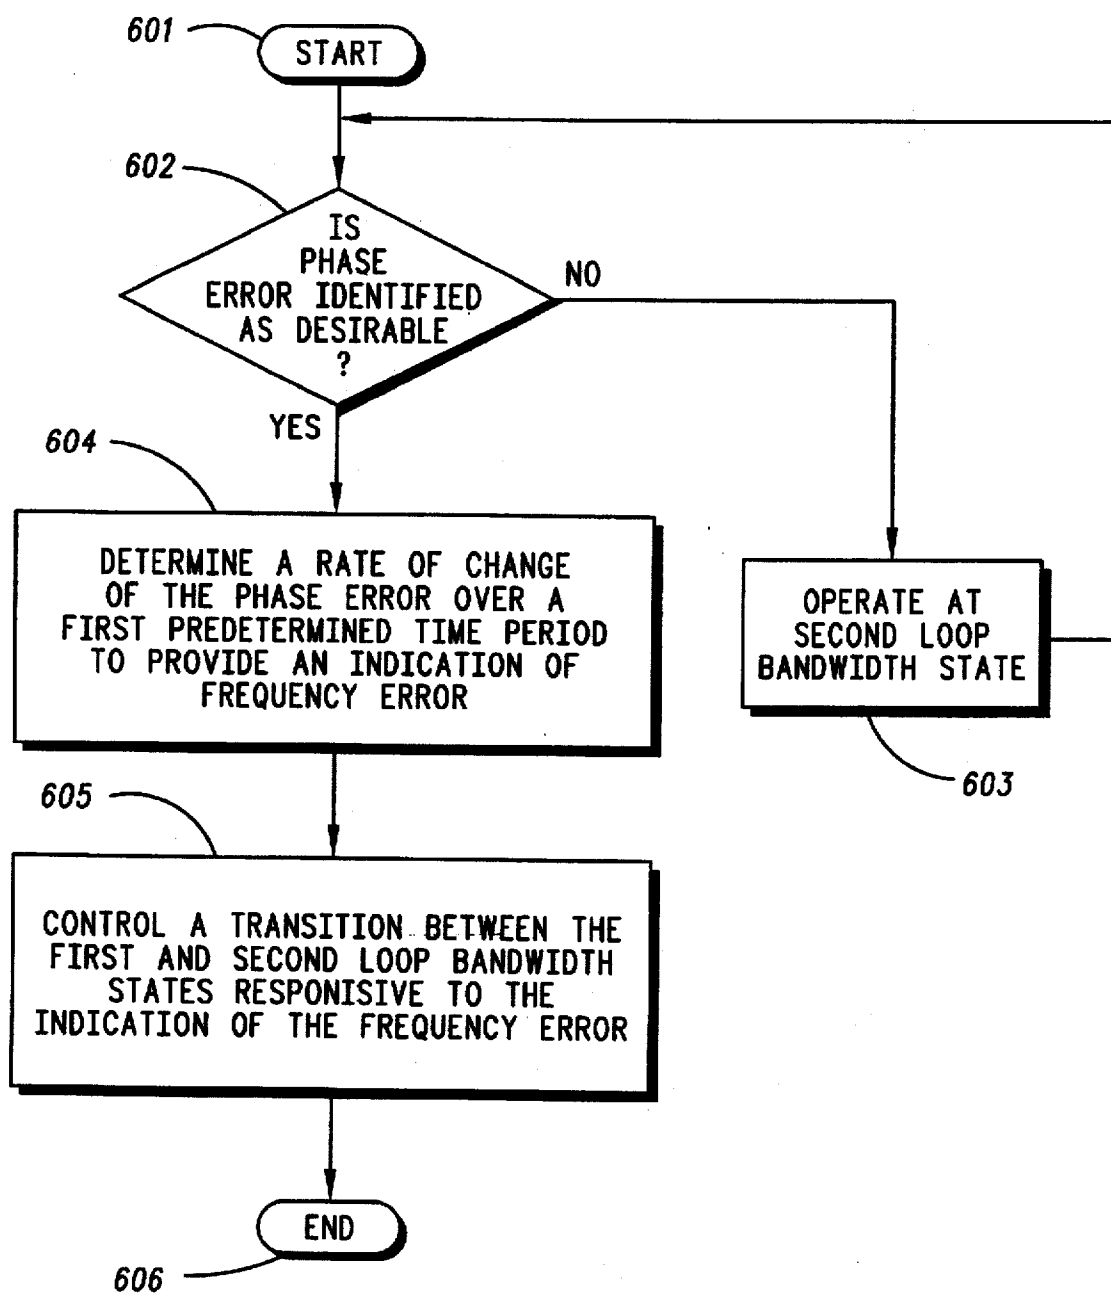 601
START
602
IS
PHASE
ERROR IDENTIFIED
AS DESIRABLE
?
NO
YES
604
DETERMINE A RATE OF CHANGE
OF THE PHASE ERROR OVER A
FIRST PREDETERMINED TIME PERIOD
TO PROVIDE AN INDICATION OF
FREQUENCY ERROR
OPERATE AT
SECOND LOOP
BANDWIDTH STATE
603
605
CONTROL A TRANSITION BETWEEN THE
FIRST AND SECOND LOOP BANDWIDTH
STATES RESPONISIVE TO THE
INDICATION OF THE FREQUENCY ERROR
END
606